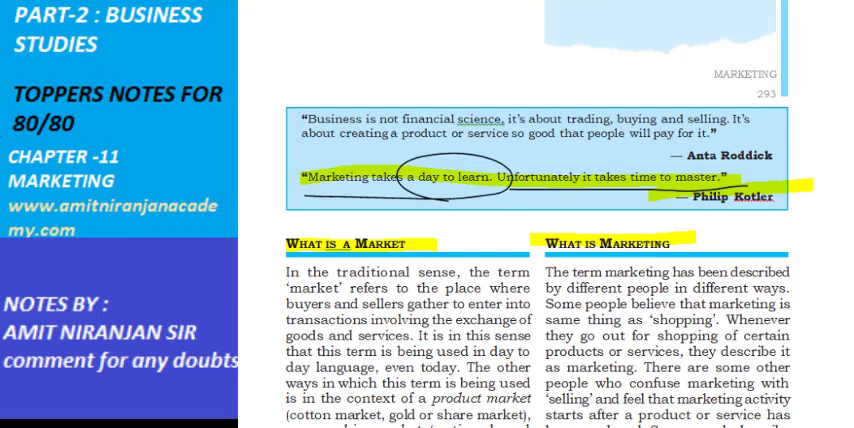 PART-2 : BUSINESS
STUDIES
TOPPERS NOTES FOR
80/80
CHAPTER -11
MARKETING
www.amitniranjanacade
my.com
NOTES BY :
AMIT NIRANJAN SIR
comment for any doubts
MARKETING
293
“Business is not financial science, it’s about trading, buying and selling. It’s
about creating a product or service so good that people will pay for it.”
— Anta Roddick
“Marketing takes a day to learn. Unfortunately it takes time to master.”
— Philip Kotler
WHAT IS A MARKET
In the traditional sense, the term
‘market’ refers to the place where
buyers and sellers gather to enter into
transactions involving the exchange of
goods and services. It is in this sense
that this term is being used in day to
day language, even today. The other
ways in which this term is being used
is in the context of a product market
(cotton market, gold or share market),
WHAT IS MARKETING
The term marketing has been described
by different people in different ways.
Some people believe that marketing is
same thing as ‘shopping’. Whenever
they go out for shopping of certain
products or services, they describe it
as marketing. There are some other
people who confuse marketing with
‘selling’ and feel that marketing activity
starts after a product or service has